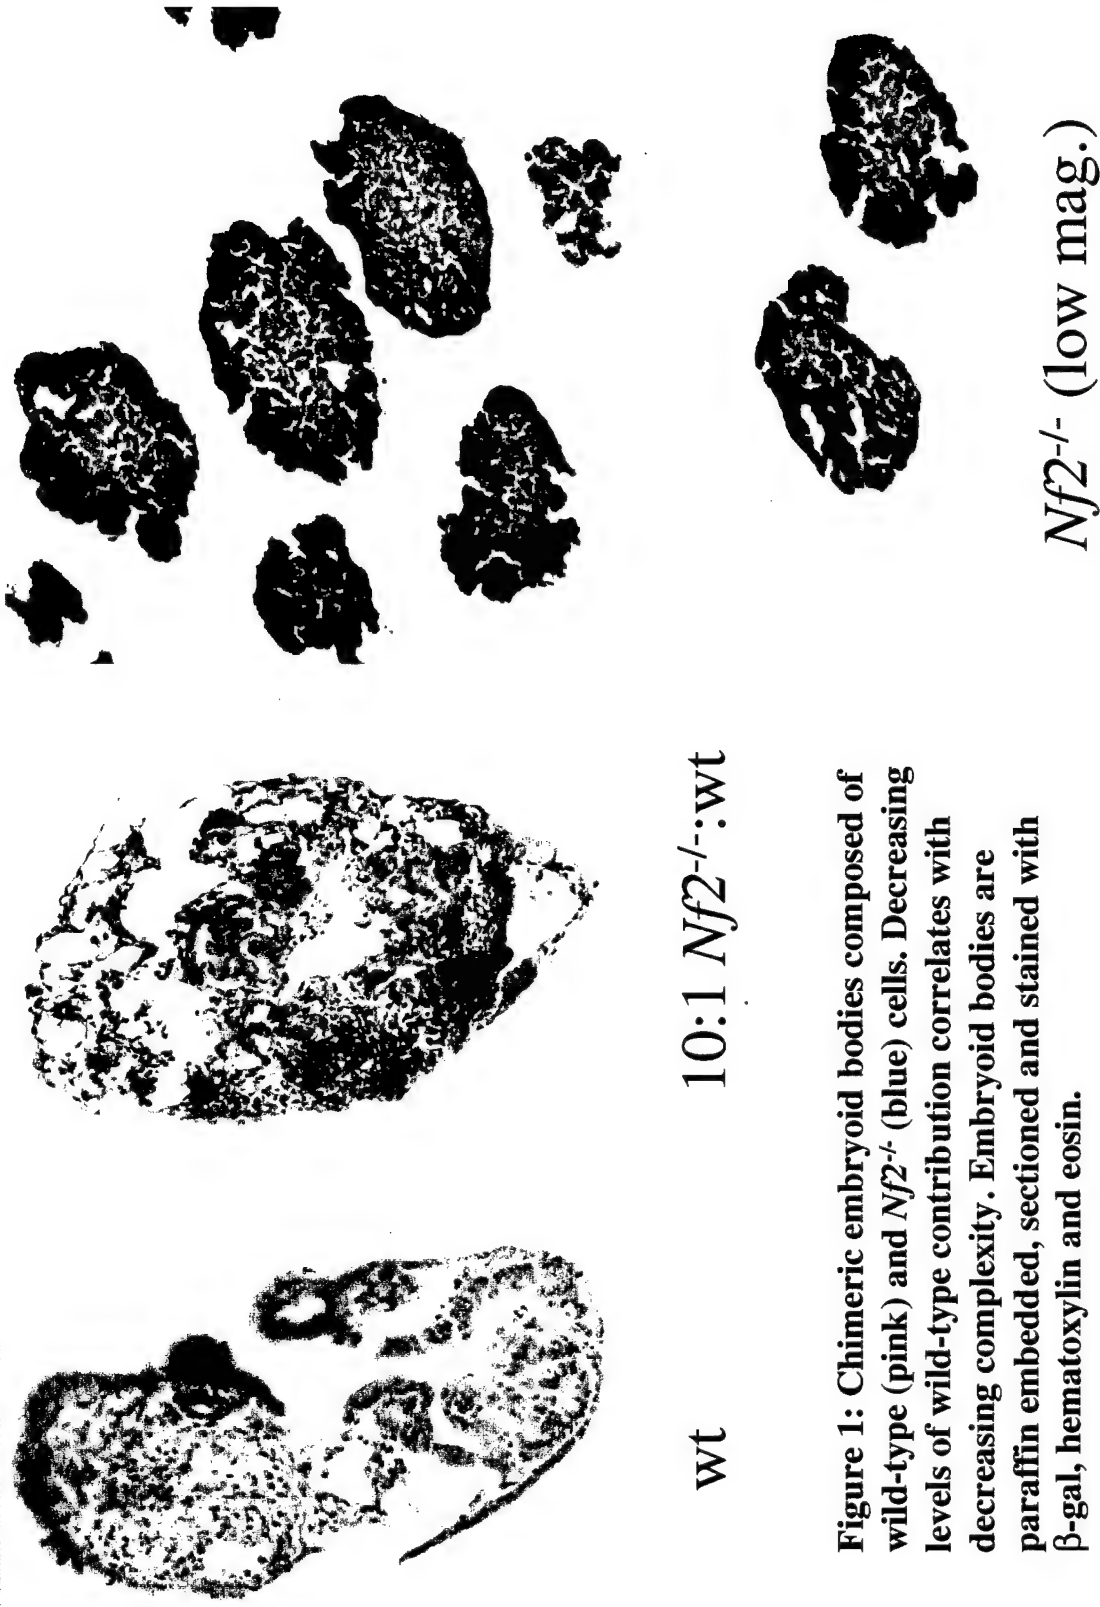 wt
10:1 Nf2-/-:wt
Nf2-/- (low mag.)
Figure 1: Chimeric embryoid bodies composed of
wild-type (pink) and Nf2-/- (blue) cells. Decreasing
levels of wild-type contribution correlates with
decreasing complexity. Embryoid bodies are
paraffin embedded, sectioned and stained with
β-gal, hematoxylin and eosin.